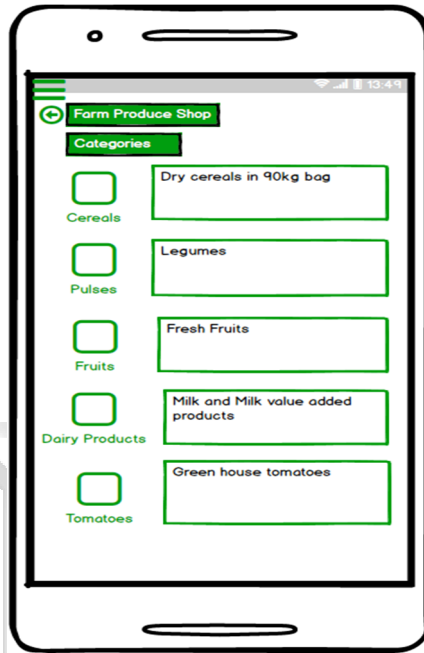 13:49
Farm Produce Shop
Categories
Dry cereals in 90kg bag
Cereals
Legumes
Pulses
Fresh Fruits
Fruits
Milk and Milk value added
products
Dairy Products
Green house tomatoes
Tomatoes